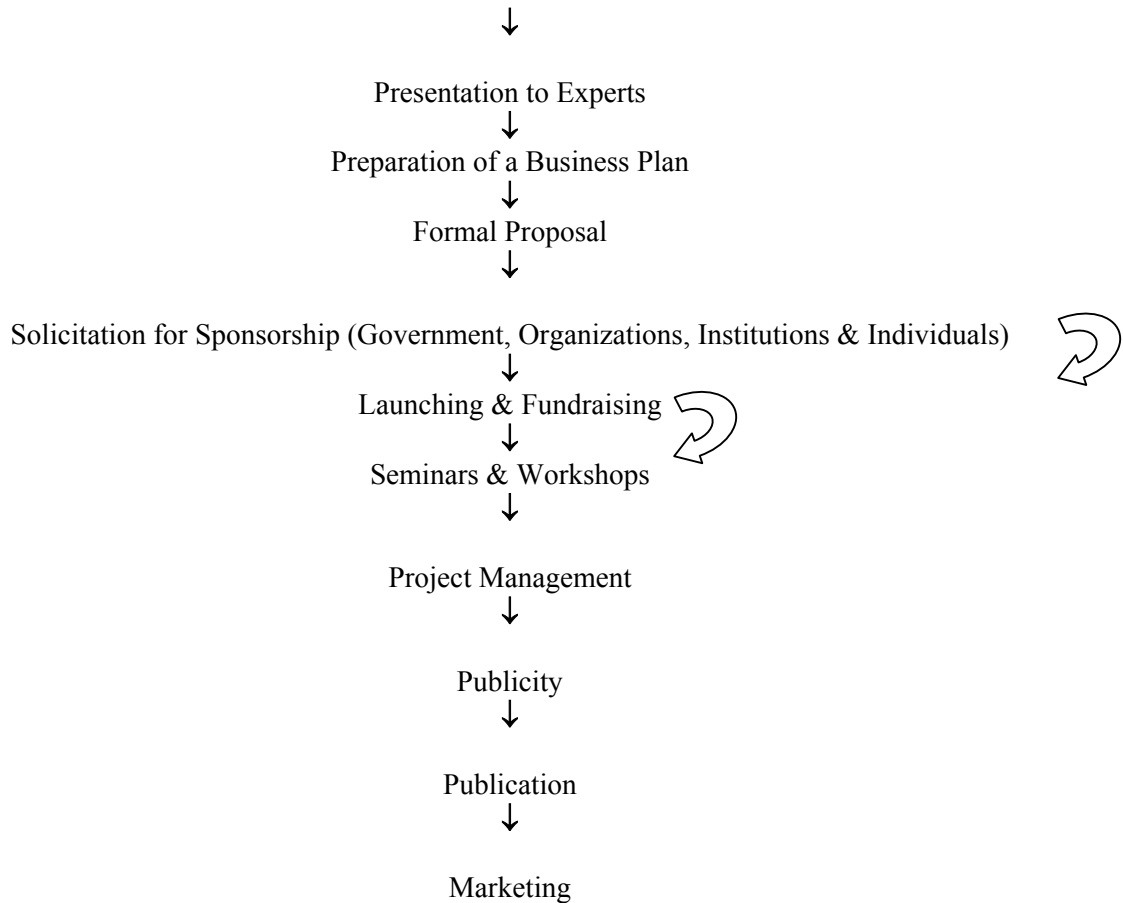 Presentation to Experts
Preparation of a Business Plan
Formal Proposal
Solicitation for Sponsorship (Government, Organizations, Institutions & Individuals)
Launching & Fundraising
Seminars & Workshops
Project Management
Publicity
Publication
Marketing